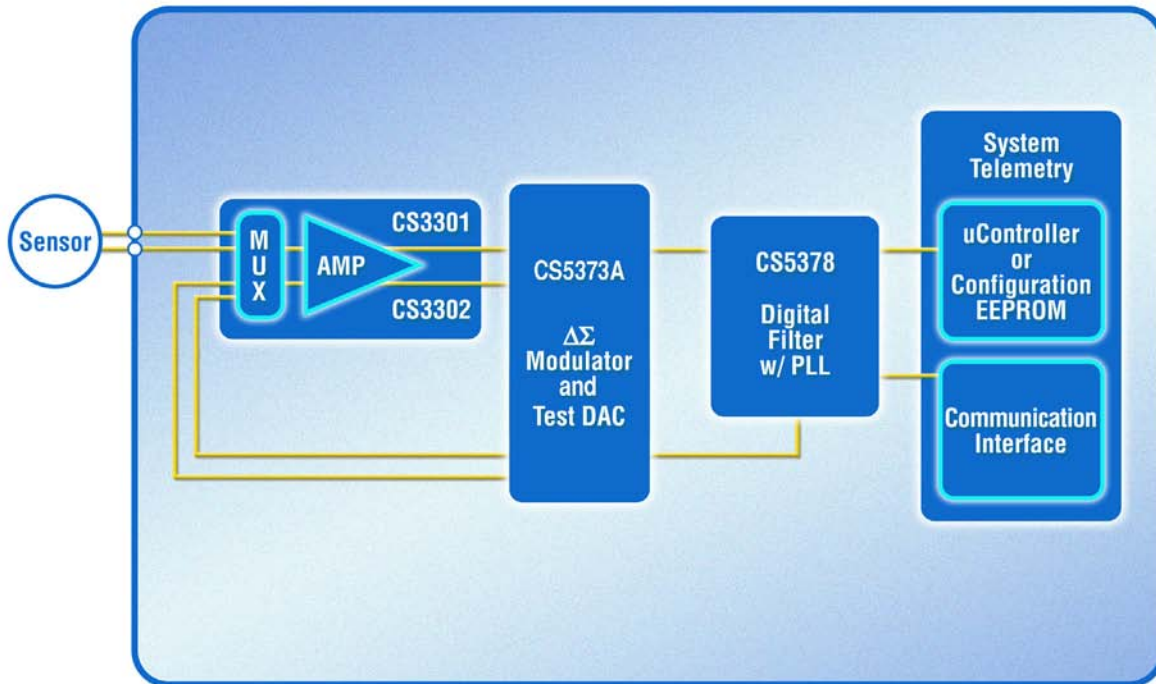 Sensor
MUX
AMP
CS3301
CS3302
CS5373A
ΔΣ
Modulator
and
Test DAC
CS5378
Digital
Filter
w/ PLL
System
Telemetry
uController
or
Configuration
EEPROM
Communication
Interface